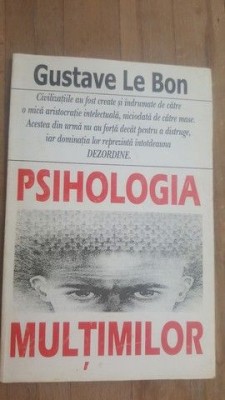 Gustave Le Bon
Civilizațiile au fost create și îndrumate de către
o mică aristocrație intelectuală, niciodată de către mase.
Acestea din urmă nu au forță decât pentru a distruge,
iar dominația lor reprezintă întotdeauna
DEZORDINE.
PSIHOLOGIA
MULȚIMILOR